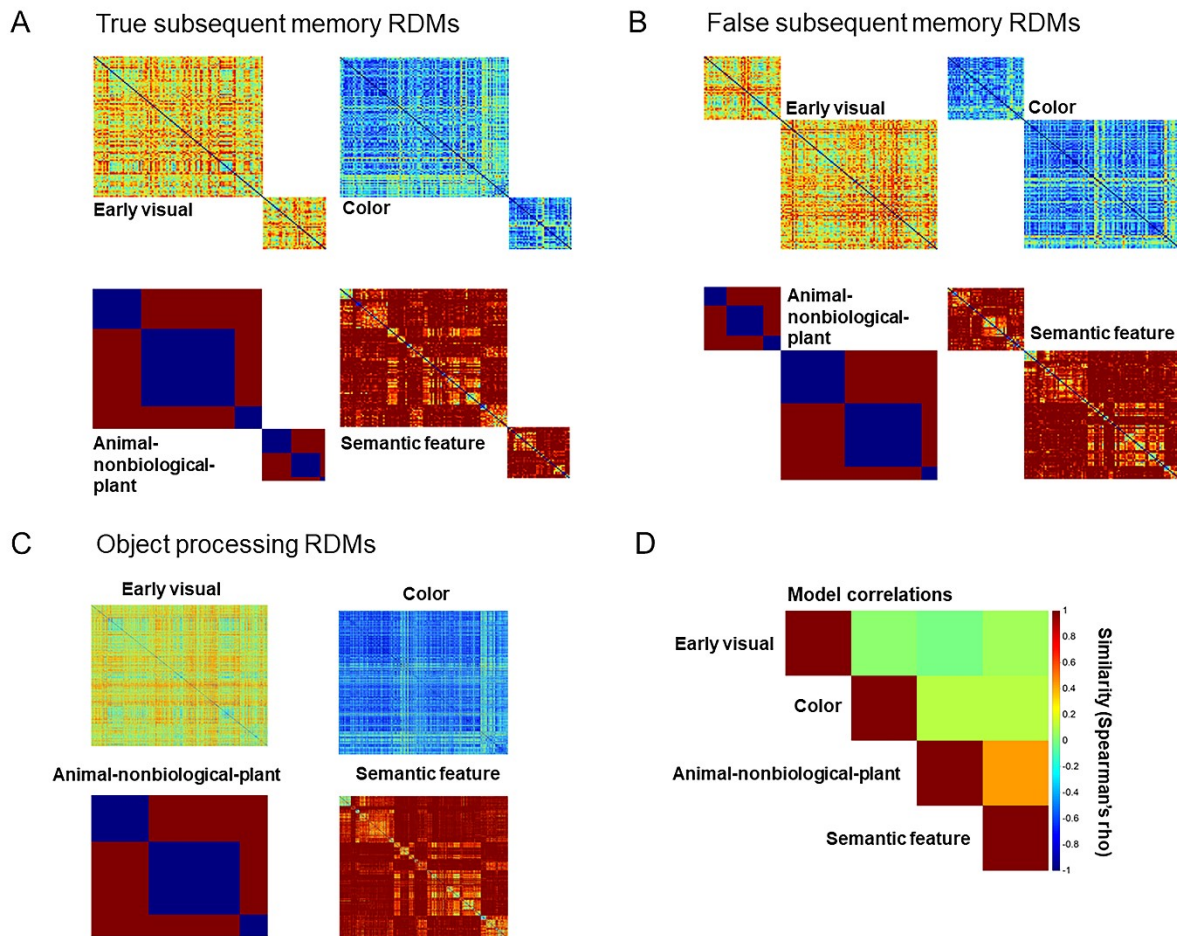 A
True subsequent memory RDMs
Early visual
Color
Animal-
nonbiological-
plant
Semantic feature
B
False subsequent memory RDMs
Early visual
Color
Animal-
nonbiological-
plant
Semantic feature
C
Object processing RDMs
Early visual
Color
Animal-nonbiological-plant
Semantic feature
D
Model correlations
Early visual
Color
Animal-nonbiological-plant
Semantic feature
1
0.8
0.6
0.4
0.2
0
-0.2
-0.4
-0.6
-0.8
-1
Similarity (Spearman's rho)